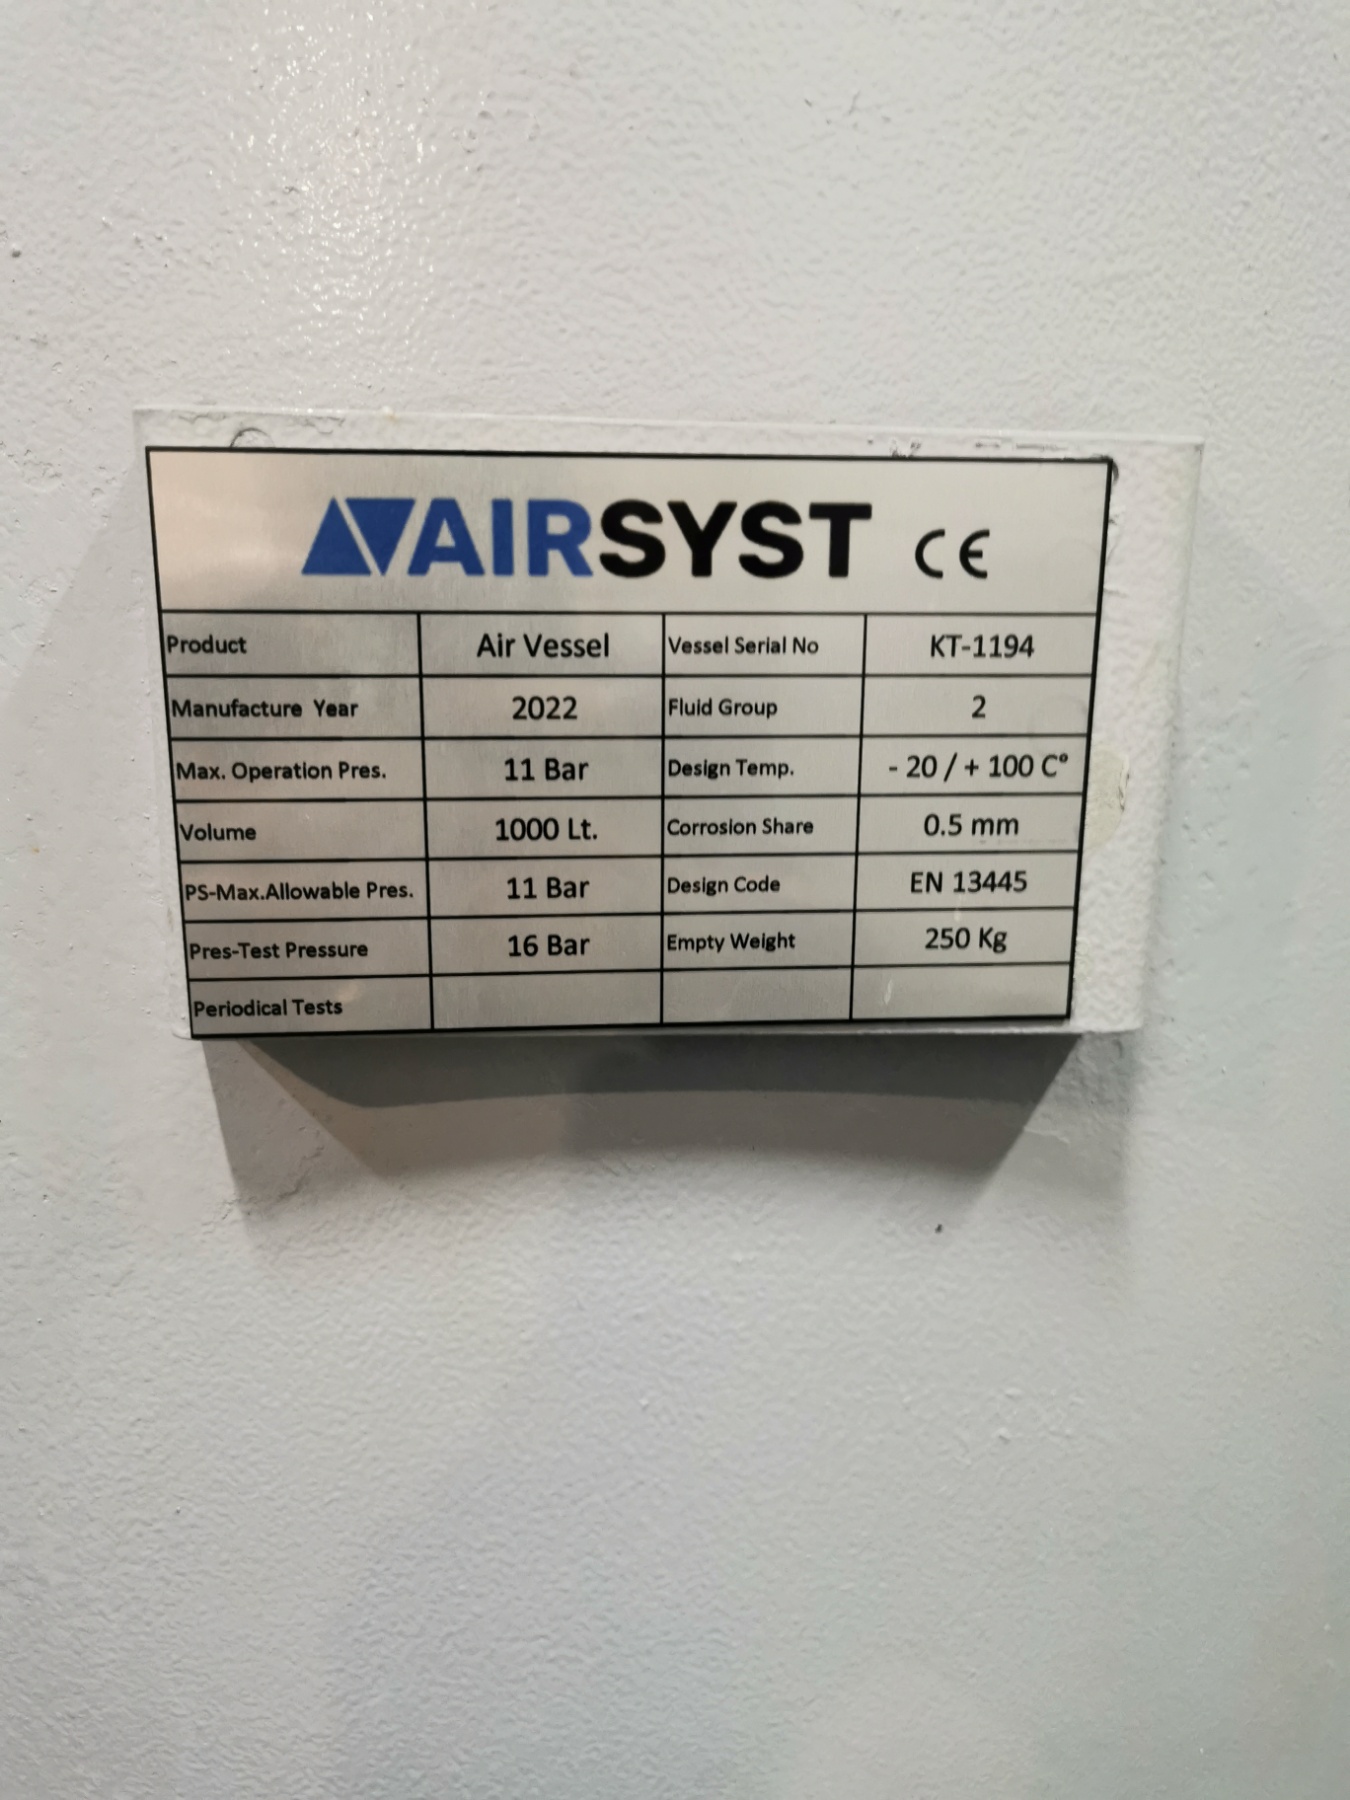 AIRSYST CE
Product Air Vessel Vessel Serial No KT-1194
Manufacture Year 2022 Fluid Group 2
Max. Operation Pres. 11 Bar Design Temp. - 20 / + 100 C°
Volume 1000 Lt. Corrosion Share 0.5 mm
PS-Max.Allowable Pres. 11 Bar Design Code EN 13445
Pres-Test Pressure 16 Bar Empty Weight 250 Kg
Periodical Tests